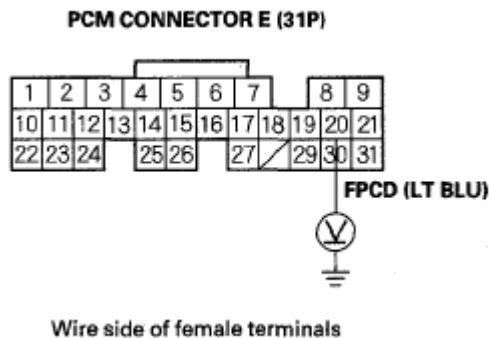 PCM CONNECTOR E (31P)
1 2 3 4 5 6 7 8 9
10 11 12 13 14 15 16 17 18 19 20 21
22 23 24 25 26 27 29 30 31
FPCD (LT BLU)
V
Wire side of female terminals